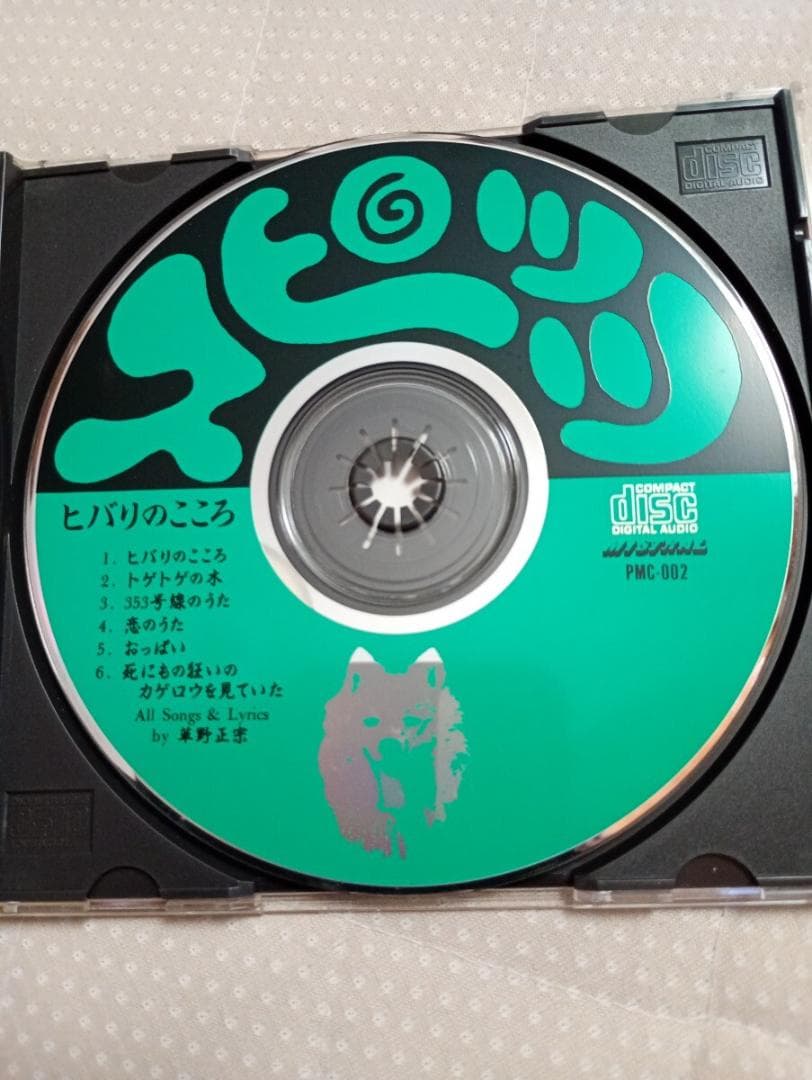 スピッツ
ヒバリのこころ
1. ヒバリのこころ
2. トゲトゲの木
3. 353号線のうた
4. 恋のうた
5. おっぱい
6. 死にもの狂いの
カゲロウを見ていた
All Songs & Lyrics
by 草野正宗
COMPACT
disc
DIGITAL AUDIO
MISTRAL
PMC-002
COMPACT
disc
DIGITAL AUDIO